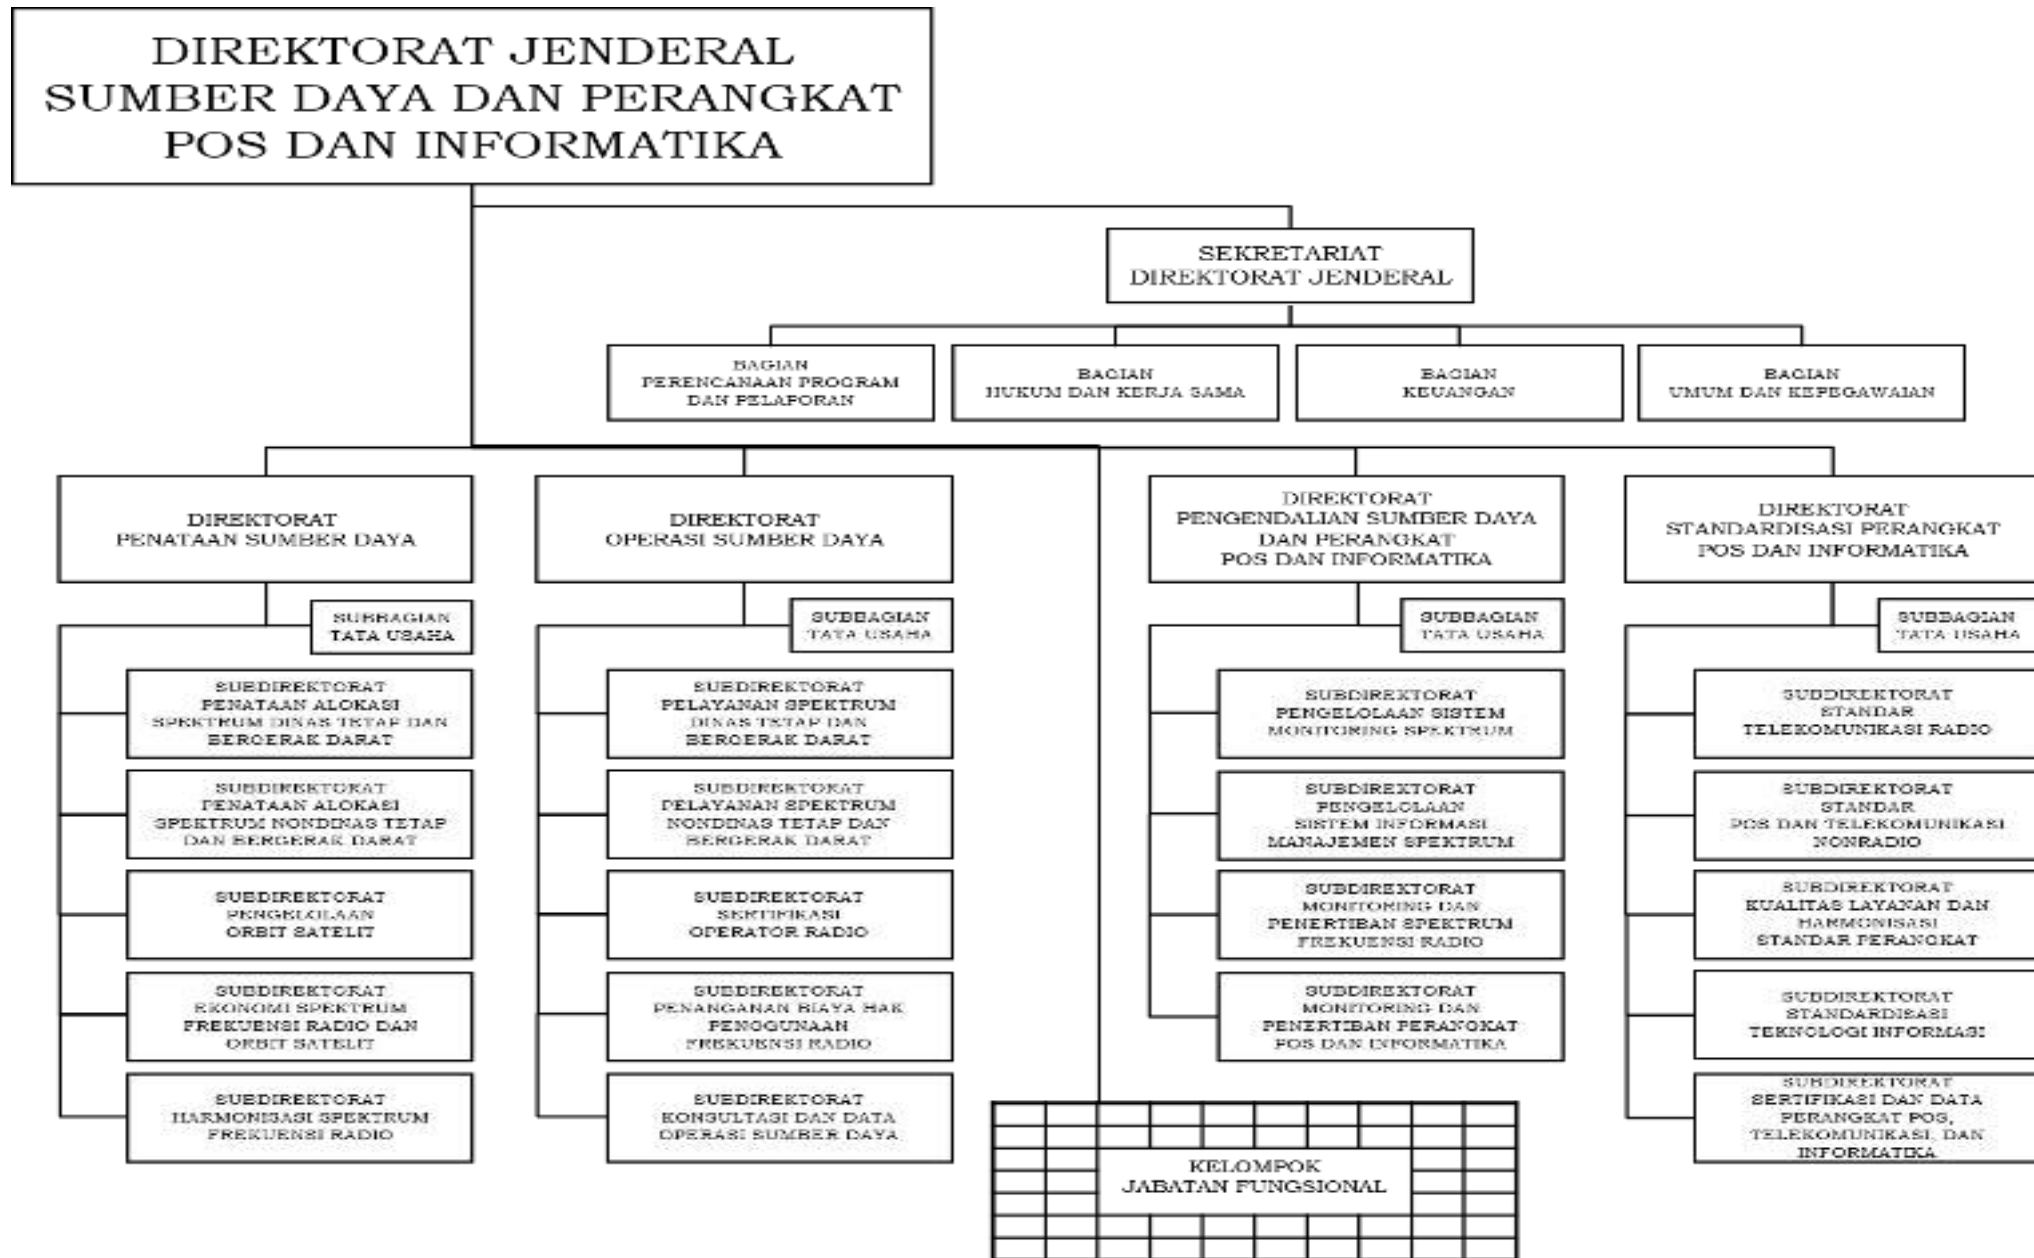 DIREKTORAT JENDERAL
SUMBER DAYA DAN PERANGKAT
POS DAN INFORMATIKA
SEKRETARIAT
DIREKTORAT JENDERAL
BAGIAN
PERENCANAAN PROGRAM
DAN PELAPORAN
BAGIAN
HUKUM DAN KERJA SAMA
BAGIAN
KEUANGAN
BAGIAN
UMUM DAN KEPEGAWAIAN
DIREKTORAT
PENATAAN SUMBER DAYA
SUBBAGIAN
TATA USAHA
SUBDIREKTORAT
PENATAAN ALOKASI
SPEKTRUM DINAS TETAP DAN
BERGERAK DARAT
SUBDIREKTORAT
PENATAAN ALOKASI
SPEKTRUM NONDINAS TETAP
DAN BERGERAK DARAT
SUBDIREKTORAT
PENGELOLAAN
ORBIT SATELIT
SUBDIREKTORAT
EKONOMI SPEKTRUM
FREKUENSI RADIO DAN
ORBIT SATELIT
SUBDIREKTORAT
HARMONISASI SPEKTRUM
FREKUENSI RADIO
DIREKTORAT
OPERASI SUMBER DAYA
SUBBAGIAN
TATA USAHA
SUBDIREKTORAT
PELAYANAN SPEKTRUM
DINAS TETAP DAN
BERGERAK DARAT
SUBDIREKTORAT
PELAYANAN SPEKTRUM
NONDINAS TETAP DAN
BERGERAK DARAT
SUBDIREKTORAT
SERTIFIKASI
OPERATOR RADIO
SUBDIREKTORAT
PENANGANAN BIAYA HAK
PENGGUNAAN
FREKUENSI RADIO
SUBDIREKTORAT
KONSULTASI DAN DATA
OPERASI SUMBER DAYA
DIREKTORAT
PENGENDALIAN SUMBER DAYA
DAN PERANGKAT
POS DAN INFORMATIKA
SUBBAGIAN
TATA USAHA
SUBDIREKTORAT
PENGELOLAAN SISTEM
MONITORING SPEKTRUM
SUBDIREKTORAT
PENGELOLAAN
SISTEM INFORMASI
MANAJEMEN SPEKTRUM
SUBDIREKTORAT
MONITORING DAN
PENERTIBAN SPEKTRUM
FREKUENSI RADIO
SUBDIREKTORAT
MONITORING DAN
PENERTIBAN PERANGKAT
POS DAN INFORMATIKA
DIREKTORAT
STANDARDISASI PERANGKAT
POS DAN INFORMATIKA
SUBBAGIAN
TATA USAHA
SUBDIREKTORAT
STANDAR
TELEKOMUNIKASI RADIO
SUBDIREKTORAT
STANDAR
POS DAN TELEKOMUNIKASI
NONRADIO
SUBDIREKTORAT
KUALITAS LAYANAN DAN
HARMONISASI
STANDAR PERANGKAT
SUBDIREKTORAT
STANDARDISASI
TEKNOLOGI INFORMASI
SUBDIREKTORAT
SERTIFIKASI DAN DATA
PERANGKAT POS,
TELEKOMUNIKASI, DAN
INFORMATIKA
KELOMPOK
JABATAN FUNGSIONAL